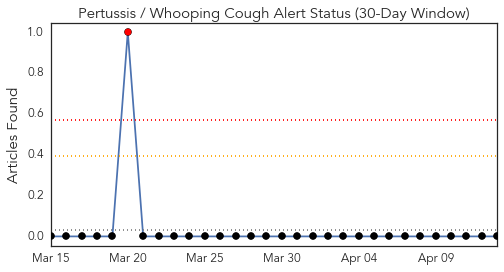 Pertussis / Whooping Cough Alert Status (30-Day Window)
Articles Found
1.0
0.8
0.6
0.4
0.2
0.0
Mar 15 Mar 20 Mar 25 Mar 30 Apr 04 Apr 09